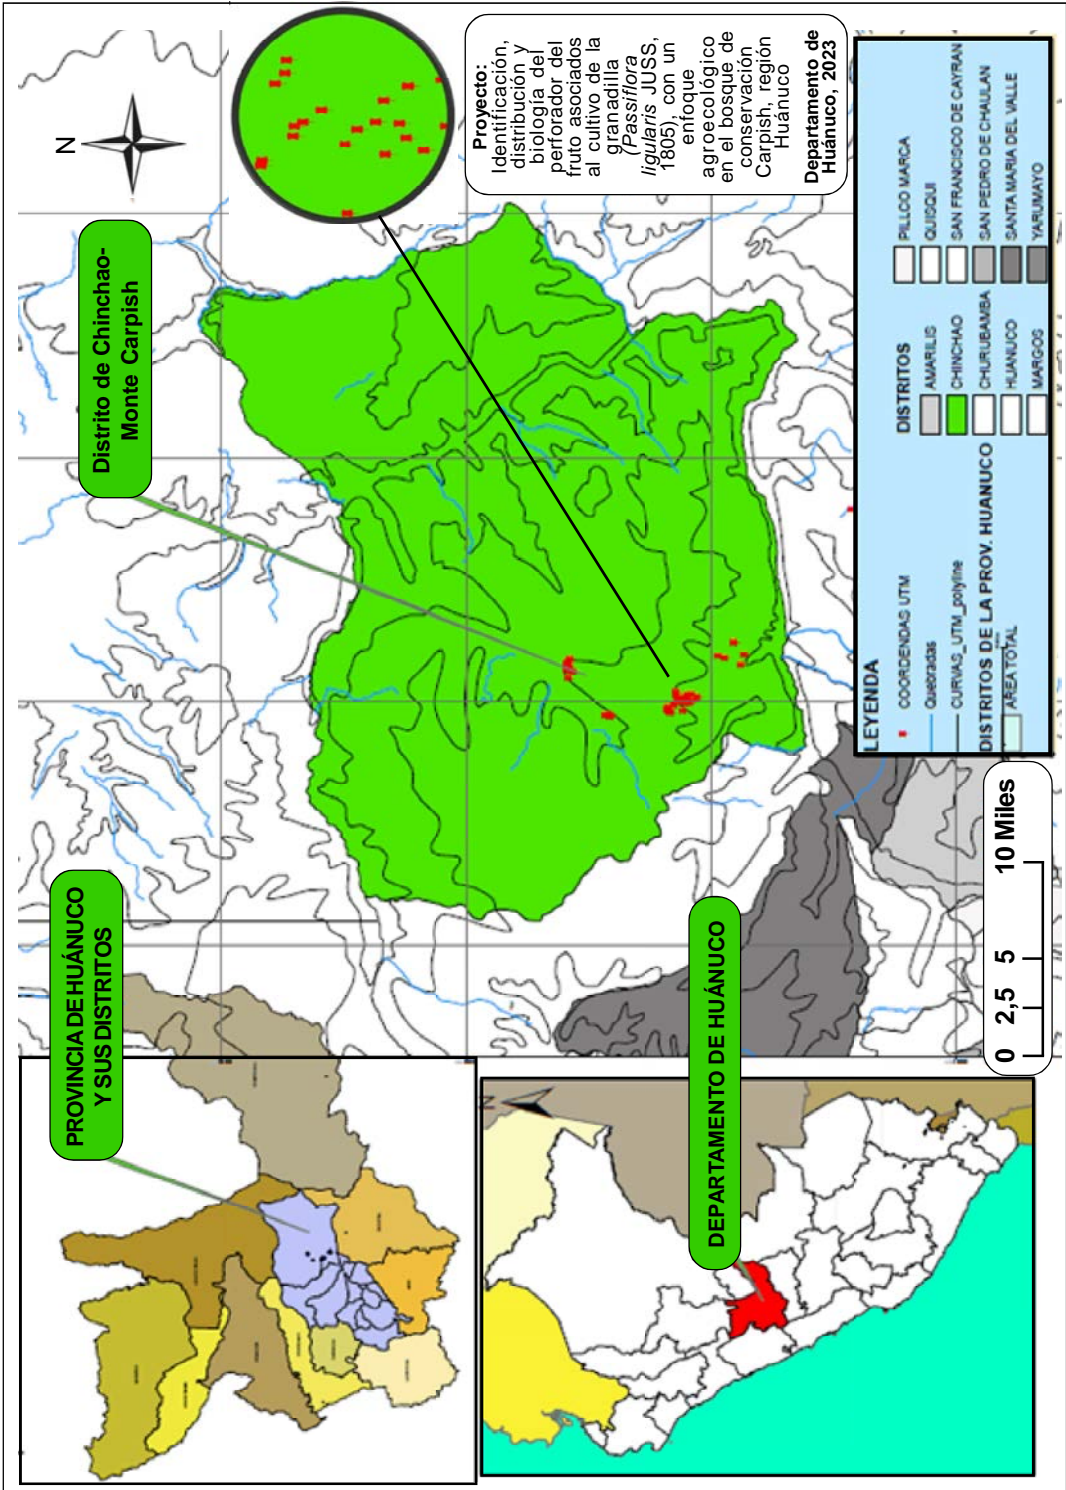 PROVINCIA DE HUÁNUCO
Y SUS DISTRITOS
Distrito de Chinchao-
Monte Carpish
N
Proyecto:
Identificación,
distribución y
biología del
perforador del
fruto asociados
al cultivo de la
granadilla
(Passiflora
ligularis JUSS,
1805), con un
enfoque
agroecológico
en el bosque de
conservación
Carpish, región
Huánuco
Departamento de
Huánuco, 2023
DEPARTAMENTO DE HUÁNUCO
0 2,5 5 10 Miles
LEYENDA
COORDENDAS UTM
Quebradas
CURVAS_UTM_polyline
DISTRITOS DE LA PROV. HUANUCO
AREA TOTAL
DISTRITOS
AMARILIS
CHINCHAO
CHURUBAMBA
HUANUCO
MARGOS
PILLCO MARCA
QUISQUI
SAN FRANCISCO DE CAYRAN
SAN PEDRO DE CHAULAN
SANTA MARIA DEL VALLE
YARUMAYO